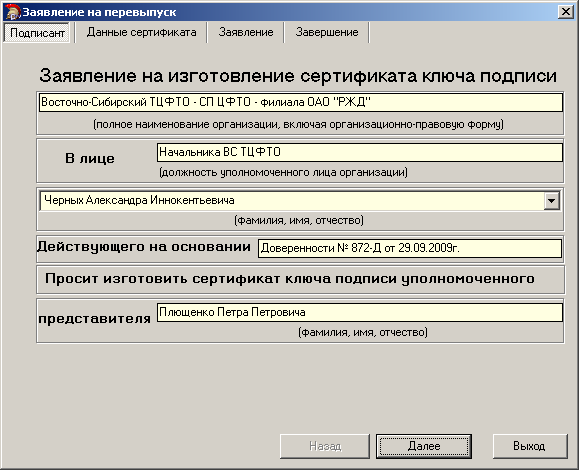 Заявление на перевыпуск
Подписант Данные сертификата Заявление Завершение
Заявление на изготовление сертификата ключа подписи
Восточно-Сибирский ТЦФТО - СП ЦФТО - филиала ОАО "РЖД"
(полное наименование организации, включая организационно-правовую форму)
В лице Начальника ВС ТЦФТО
(должность уполномоченного лица организации)
Черных Александра Иннокентьевича
(фамилия, имя, отчество)
Действующего на основании Доверенности № 872-Д от 29.09.2009г.
Просит изготовить сертификат ключа подписи уполномоченного
представителя Плющенко Петра Петровича
(фамилия, имя, отчество)
Назад Далее Выход